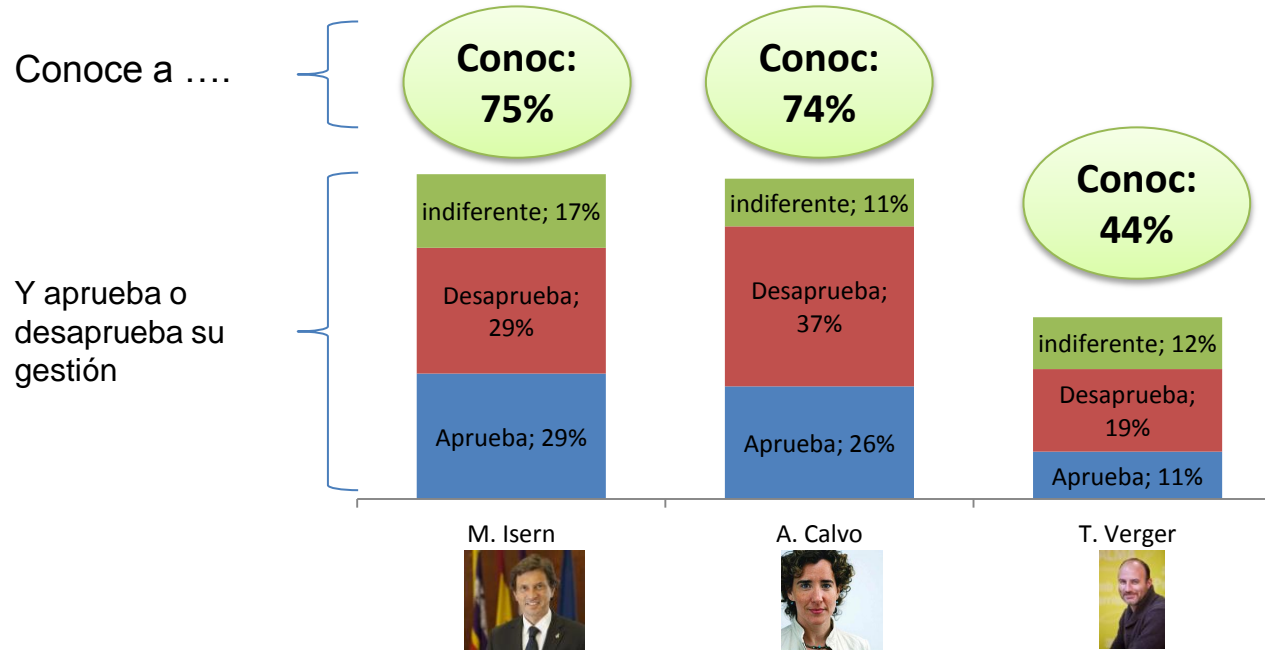 Conoce a ….
Conoc:
75%
Conoc:
74%
Conoc:
44%
Y aprueba o
desaprueba su
gestión
indiferente; 17%
Desaprueba;
29%
Aprueba; 29%
indiferente; 11%
Desaprueba;
37%
Aprueba; 26%
indiferente; 12%
Desaprueba;
19%
Aprueba; 11%
M. Isern
A. Calvo
T. Verger